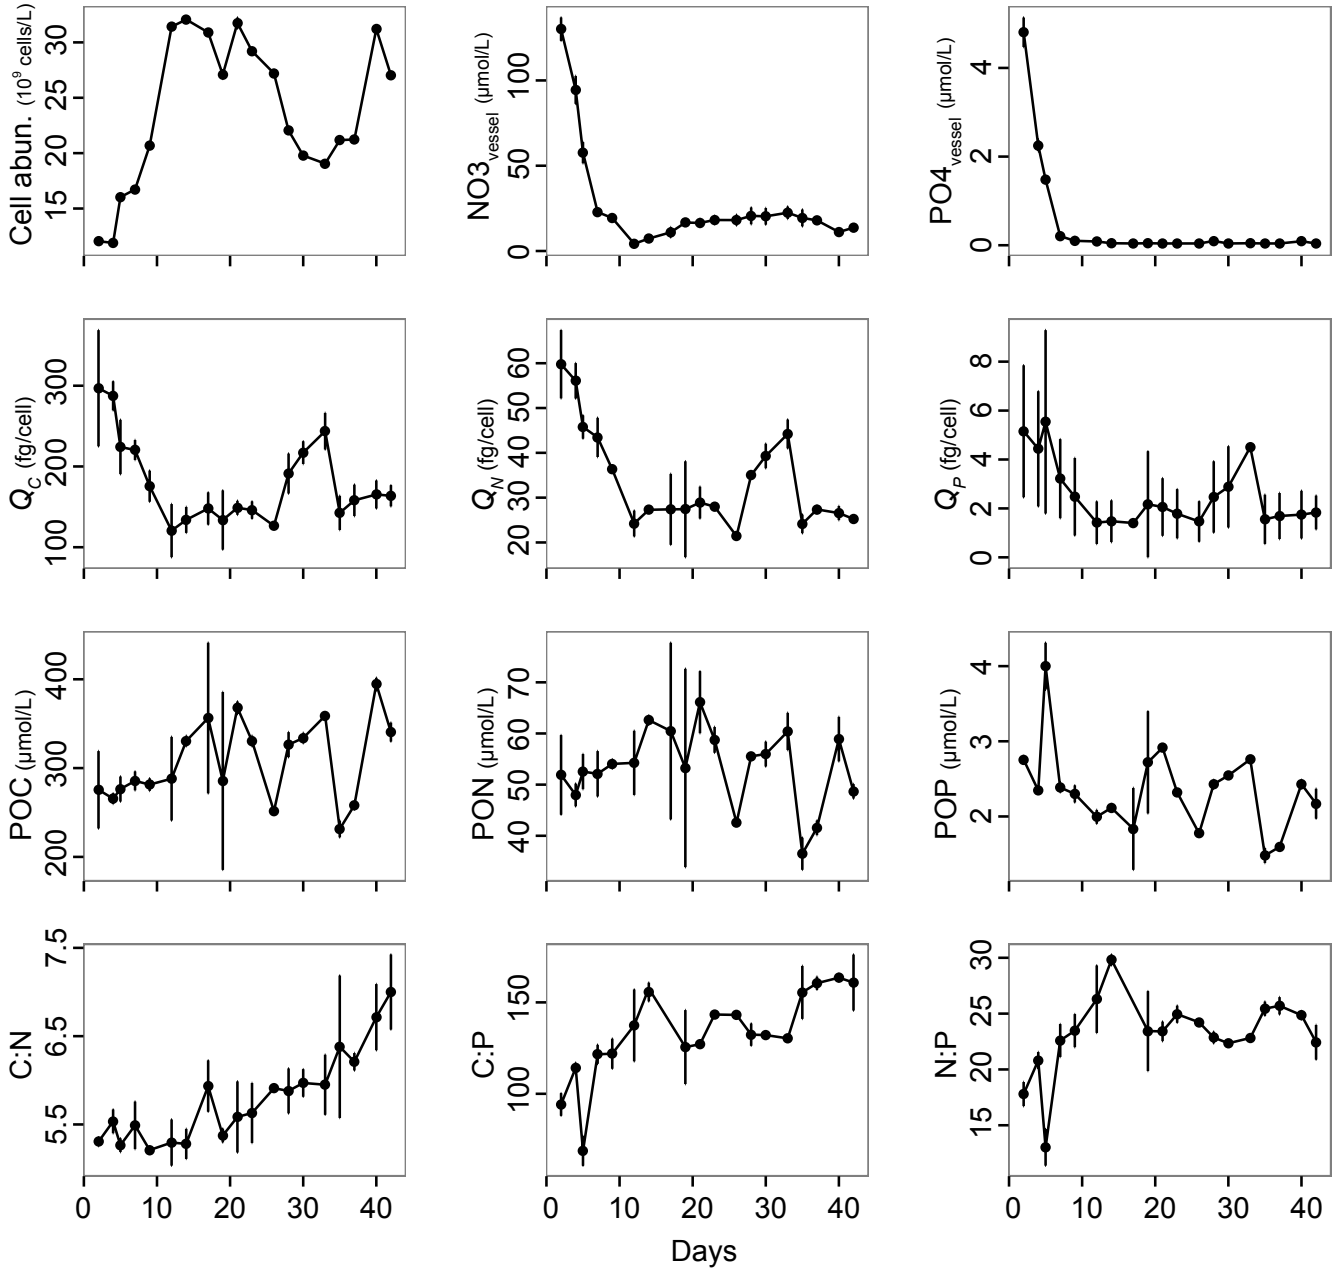 Cell abun. (10⁹ cells/L)
15 20 25 30
NO3vessel (μmol/L)
0 50 100
PO4vessel (μmol/L)
0 2 4
QC (fg/cell)
100 200 300
QN (fg/cell)
20 30 40 50 60
QP (fg/cell)
0 2 4 6 8
POC (μmol/L)
200 300 400
PON (μmol/L)
40 50 60 70
POP (μmol/L)
2 3 4
C:N
5.5 6.5 7.5
C:P
100 150
N:P
15 20 25 30
0 10 20 30 40
0 10 20 30 40
0 10 20 30 40
Days